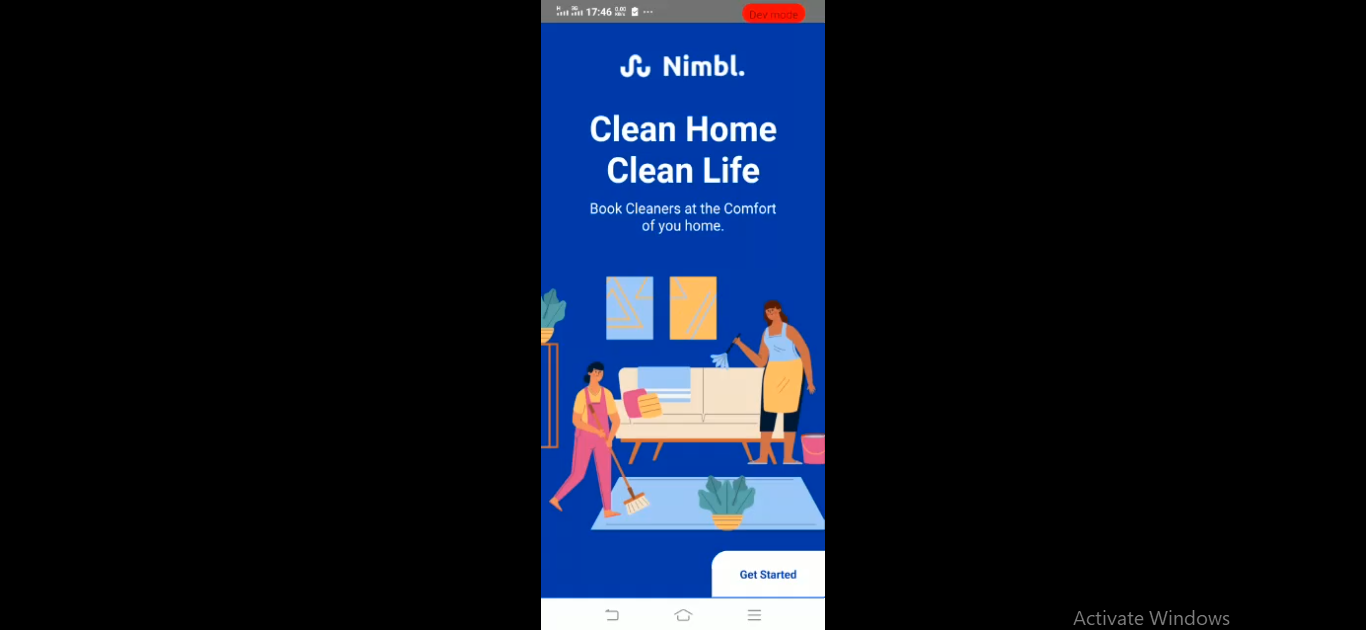 17:46
Dev mode
Nimbl.
Clean Home
Clean Life
Book Cleaners at the Comfort
of you home.
Get Started
Activate Windows